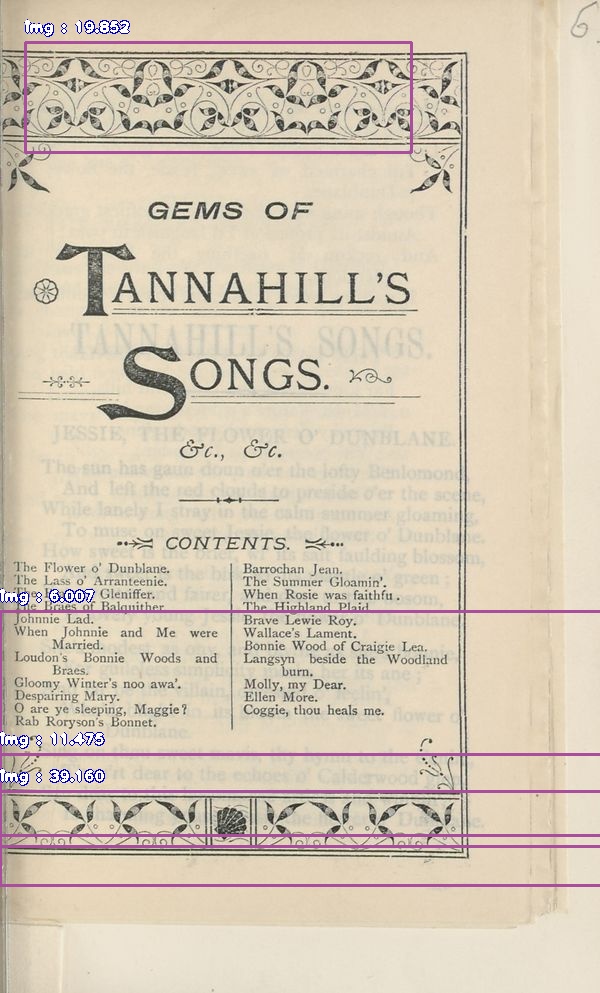 img : 19.852
6
GEMS OF
TANNAHILL'S
SONGS.
&c., &c.
CONTENTS.
The Flower o' Dunblane.
The Lass o' Arranteenie.
Gleniffer.
The Braes of Balquither.
Johnnie Lad.
When Johnnie and Me were
Married.
Loudon's Bonnie Woods and
Braes.
Gloomy Winter's noo awa'.
Despairing Mary.
O are ye sleeping, Maggie?
Rab Roryson's Bonnet.
Barrochan Jean.
The Summer Gloamin'.
When Rosie was faithfu'.
The Highland Plaid.
Brave Lewie Roy.
Wallace's Lament.
Bonnie Wood of Craigie Lea.
Langsyn beside the Woodland
burn.
Molly, my Dear.
Ellen More.
Coggie, thou heals me.
img : 6.007
img : 11.475
img : 39.160